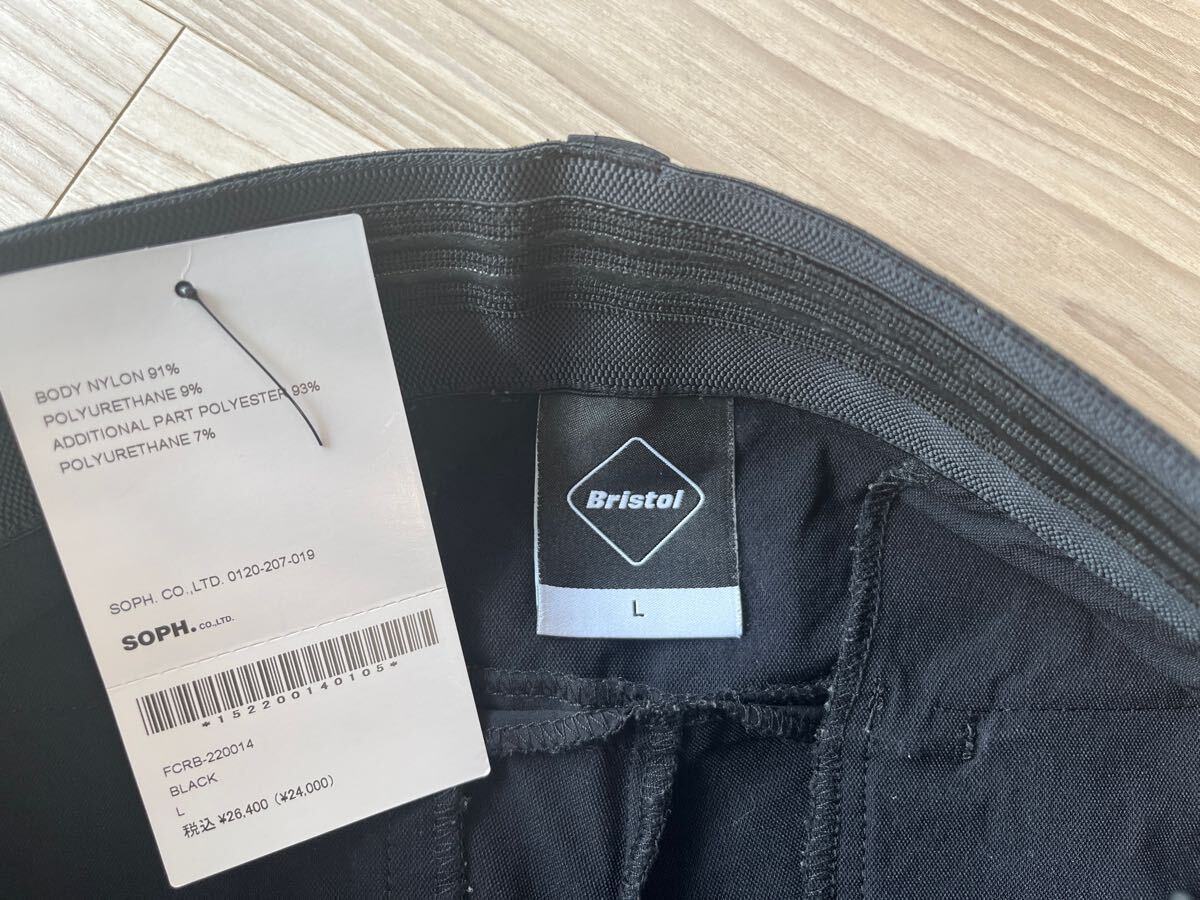 BODY NYLON 91%
POLYURETHANE 9%
ADDITIONAL PART POLYESTER 93%
POLYURETHANE 7%
SOPH. CO.,LTD. 0120-207-019
SOPH. CO.,LTD.
*152200140105*
FCRB-220014
BLACK
L
税込 ¥26,400 (¥24,000)
Bristol
L